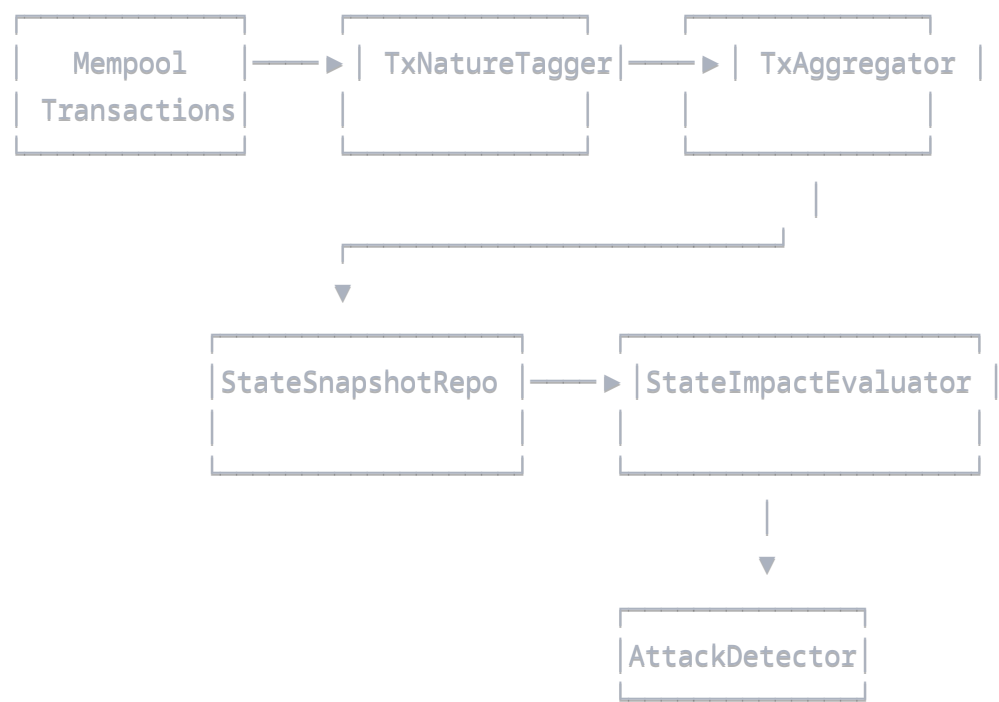 Mempool
Transactions
TxNatureTagger
TxAggregator
StateSnapshotRepo
StateImpactEvaluator
AttackDetector